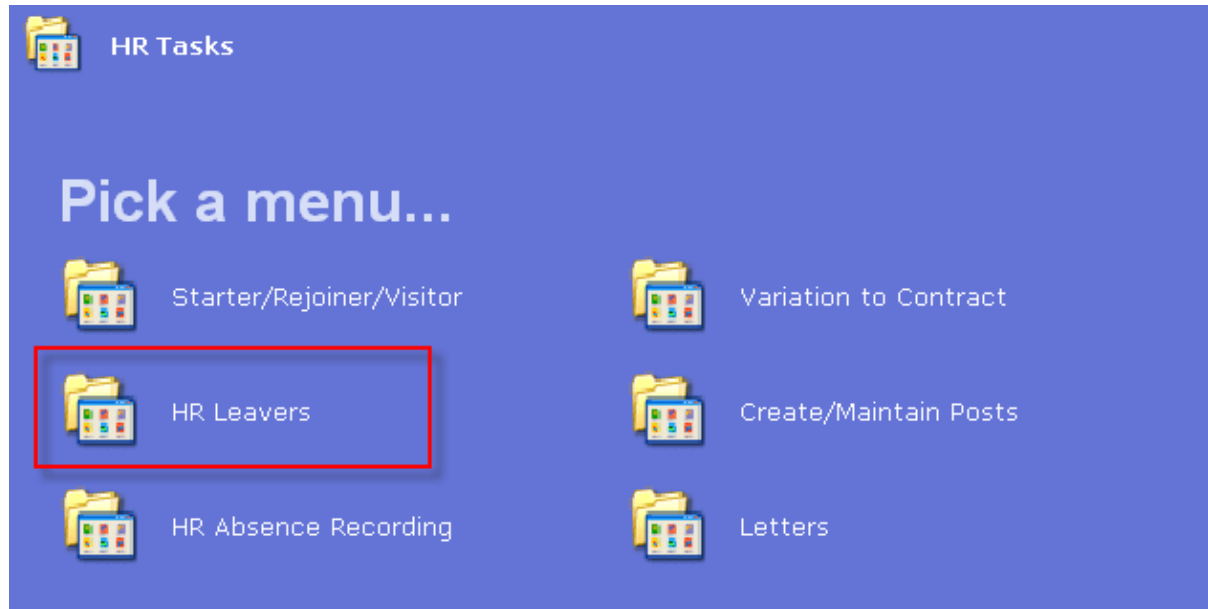 HR Tasks
Pick a menu...
Starter/Rejoiner/Visitor
Variation to Contract
HR Leavers
Create/Maintain Posts
HR Absence Recording
Letters